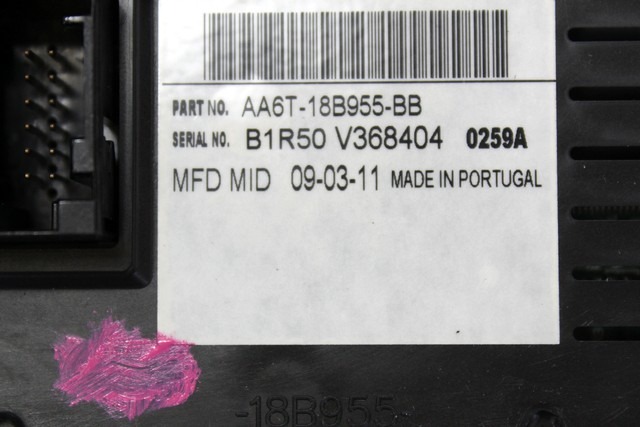 PART NO. AA6T-18B955-BB
SERIAL NO. B1R50 V368404 0259A
MFD MID 09-03-11 MADE IN PORTUGAL
-18B955-